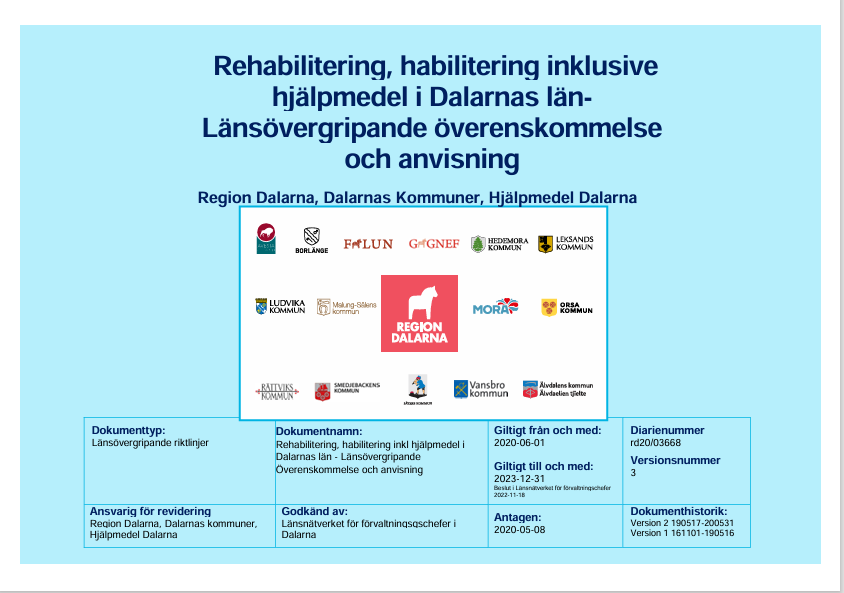 Rehabilitering, habilitering inklusive
hjälpmedel i Dalarnas län-
Länsövergripande överenskommelse
och anvisning
Region Dalarna, Dalarnas Kommuner, Hjälpmedel Dalarna
BORLÄNGE
FALUN
GAGNEF
HEDEMORA
KOMMUN
LEKSANDS
KOMMUN
LUDVIKA
KOMMUN
Malung-Sälens
kommun
REGION
DALARNA
MORA
ORSA
KOMMUN
RÄTTVIKS
KOMMUN
SMEDJEBACKENS
KOMMUN
SÄTERS KOMMUN
Vansbro
kommun
Älvdalens kommun
Övdaelien tjielte
Dokumenttyp:
Länsövergripande riktlinjer
Dokumentnamn:
Rehabilitering, habilitering inkl hjälpmedel i
Dalarnas län - Länsövergripande
Överenskommelse och anvisning
Giltigt från och med:
2020-06-01
Giltigt till och med:
2023-12-31
Beslut i Länsnätverket för förvaltningschefer
2022-11-18
Diarienummer
rd20/03668
Versionsnummer
3
Ansvarig för revidering
Region Dalarna, Dalarnas kommuner,
Hjälpmedel Dalarna
Godkänd av:
Länsnätverket för förvaltningsgschefer i
Dalarna
Antagen:
2020-05-08
Dokumenthistorik:
Version 2 190517-200531
Version 1 161101-190516